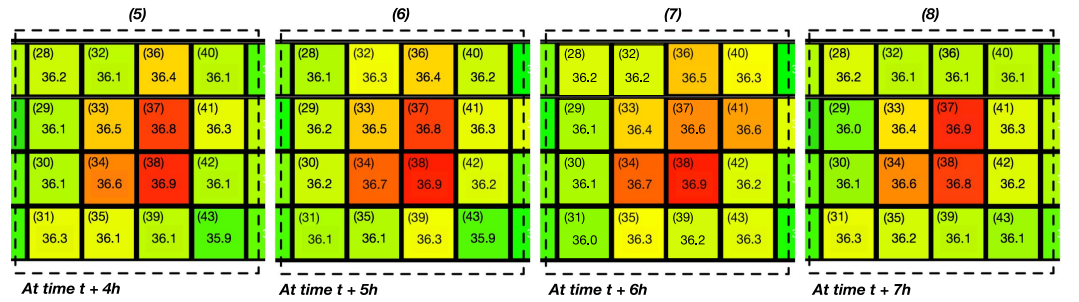 (5) (6) (7) (8)
(28) (32) (36) (40) (28) (32) (36) (40) (28) (32) (36) (40) (28) (32) (36) (40)
36.2 36.1 36.4 36.1 36.1 36.3 36.4 36.2 36.2 36.2 36.5 36.3 36.2 36.1 36.1 36.1
(29) (33) (37) (41) (29) (33) (37) (41) (29) (33) (37) (41) (29) (33) (37) (41)
36.1 36.5 36.8 36.3 36.2 36.5 36.8 36.3 36.1 36.4 36.6 36.6 36.0 36.4 36.9 36.3
(30) (34) (38) (42) (30) (34) (38) (42) (30) (34) (38) (42) (30) (34) (38) (42)
36.1 36.6 36.9 36.1 36.2 36.7 36.9 36.2 36.1 36.7 36.9 36.2 36.1 36.6 36.8 36.2
(31) (35) (39) (43) (31) (35) (39) (43) (31) (35) (39) (43) (31) (35) (39) (43)
36.3 36.1 36.1 35.9 36.1 36.1 36.3 35.9 36.0 36.3 36.2 36.3 36.3 36.2 36.1 36.1
At time t + 4h At time t + 5h At time t + 6h At time t + 7h